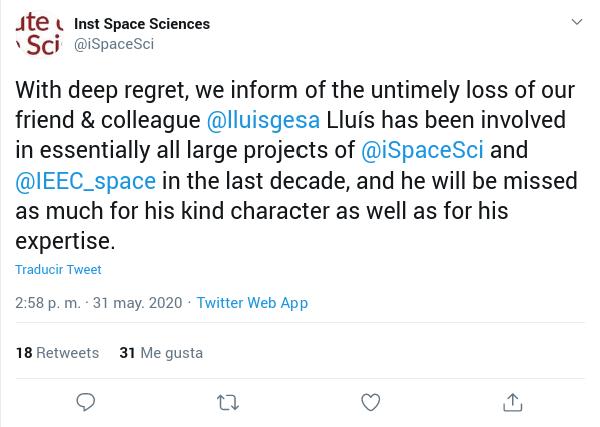 ute
Sci
Inst Space Sciences
@iSpaceSci
With deep regret, we inform of the untimely loss of our
friend & colleague @lluisgesa Lluís has been involved
in essentially all large projects of @iSpaceSci and
@IEEC_space in the last decade, and he will be missed
as much for his kind character as well as for his
expertise.
Traducir Tweet
2:58 p. m. · 31 may. 2020 · Twitter Web App
18 Retweets 31 Me gusta